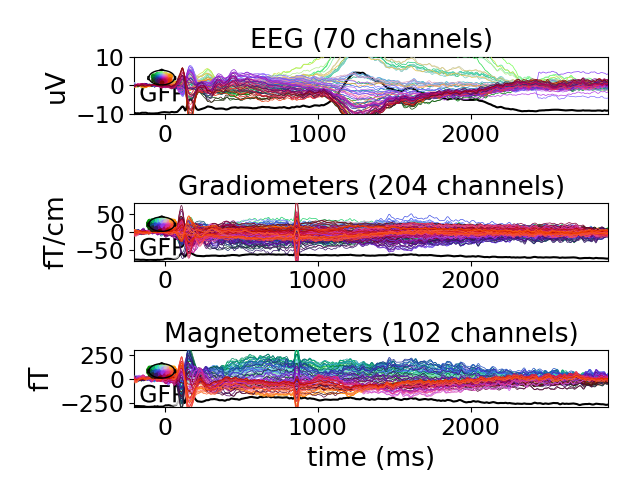 EEG (70 channels)
10
0
−10
uV
GFP
0 1000 2000
Gradiometers (204 channels)
50
0
−50
fT/cm
GFP
0 1000 2000
Magnetometers (102 channels)
250
0
−250
fT
GFP
0 1000 2000
time (ms)